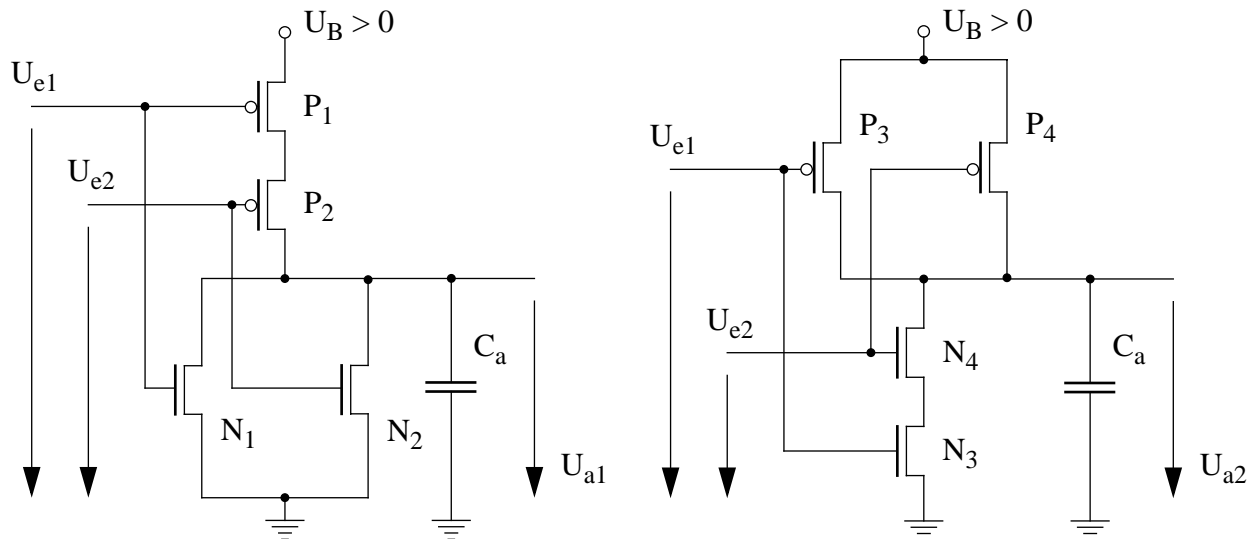 U_B > 0
U_e1
P_1
U_e2
P_2
C_a
N_1
N_2
U_a1
U_B > 0
P_3
P_4
U_e1
U_e2
N_4
C_a
N_3
U_a2